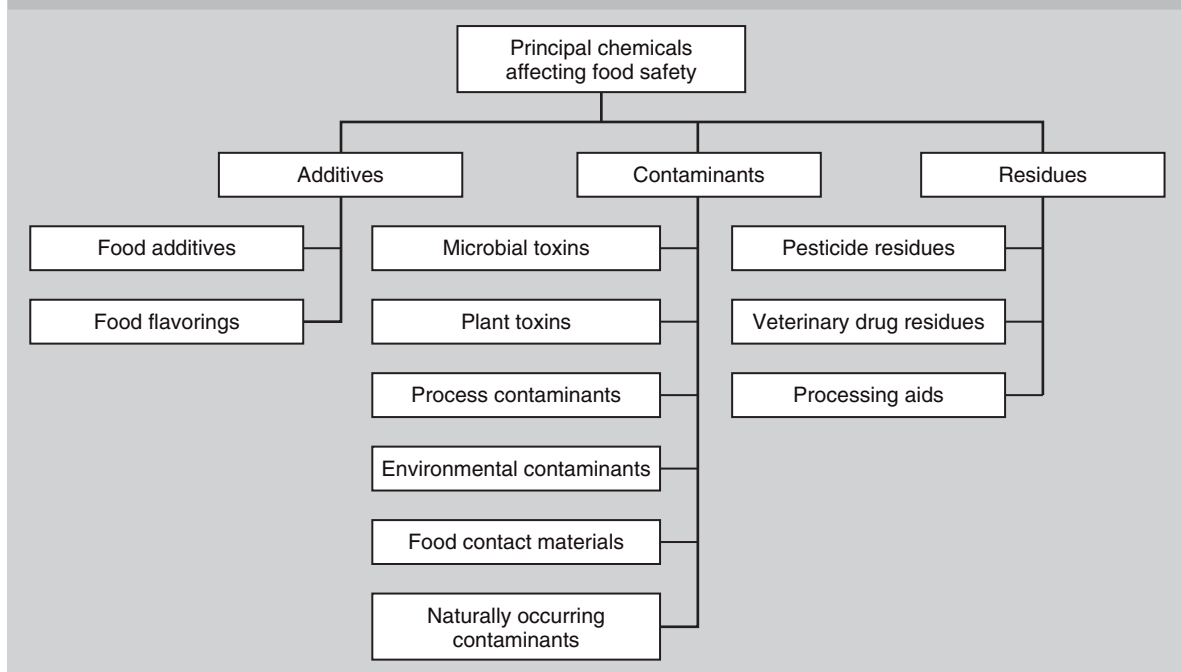 Principal chemicals
affecting food safety
Additives
Contaminants
Residues
Food additives
Food flavorings
Microbial toxins
Plant toxins
Process contaminants
Environmental contaminants
Food contact materials
Naturally occurring
contaminants
Pesticide residues
Veterinary drug residues
Processing aids